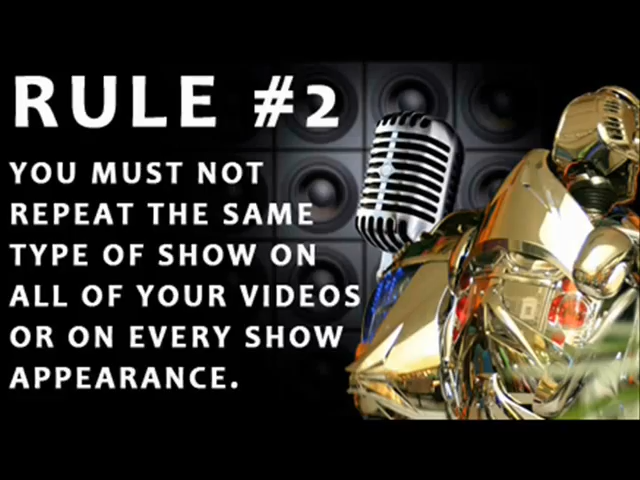 RULE #2
YOU MUST NOT
REPEAT THE SAME
TYPE OF SHOW ON
ALL OF YOUR VIDEOS
OR ON EVERY SHOW
APPEARANCE.